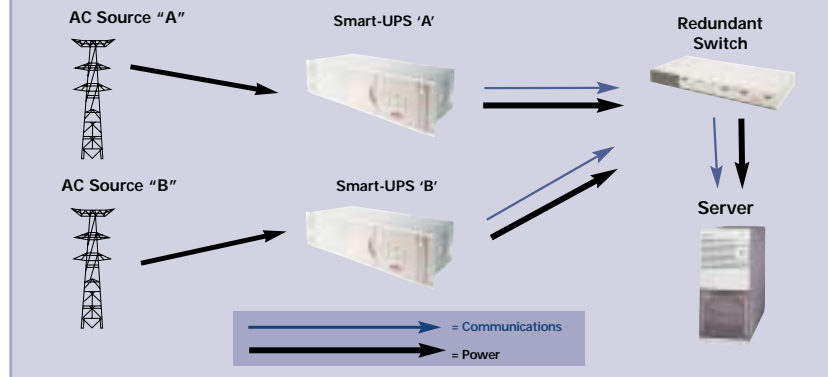 AC Source “A”
Smart-UPS ‘A’
Redundant
Switch
AC Source “B”
Smart-UPS ‘B’
Server
= Communications
= Power